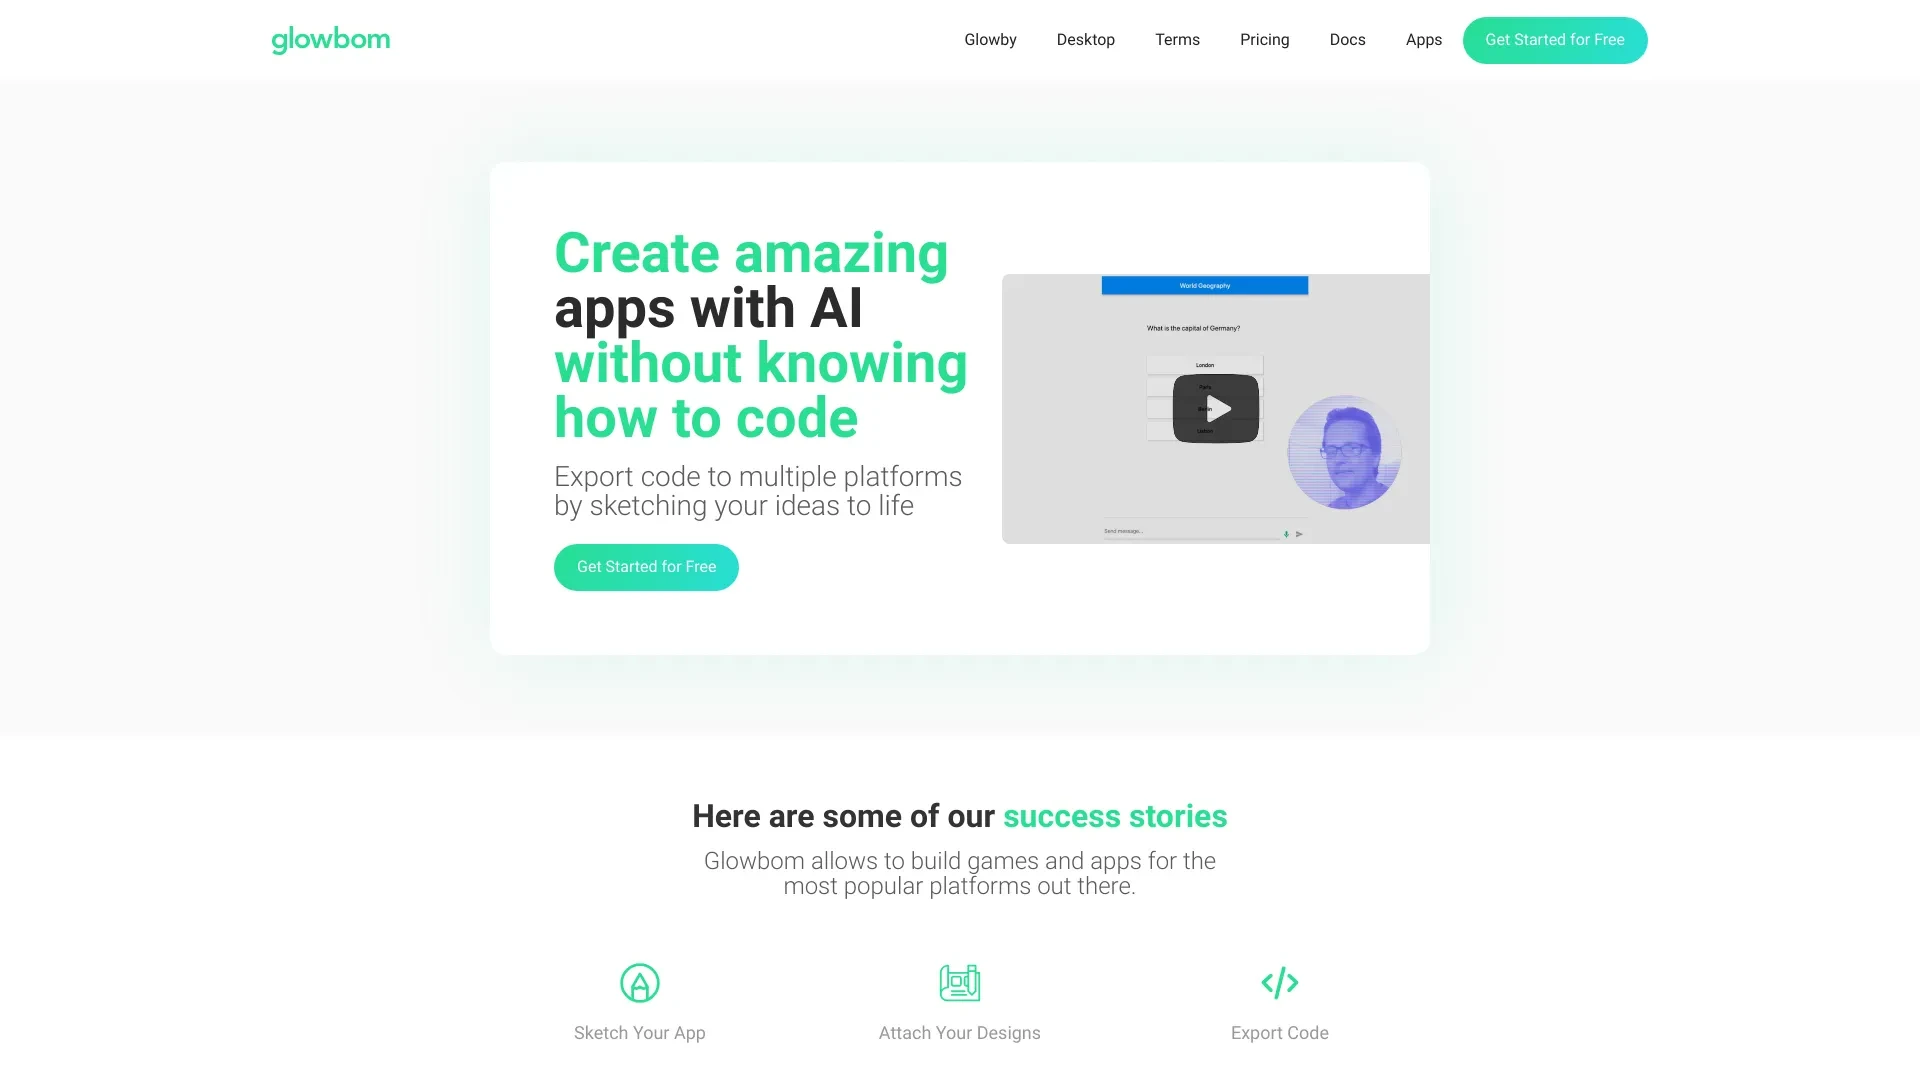 glowbom
Glowby
Desktop
Terms
Pricing
Docs
Apps
Get Started for Free
Create amazing
apps with AI
without knowing
how to code
Export code to multiple platforms
by sketching your ideas to life
Get Started for Free
World Geography
What is the capital of Germany?
London
Paris
Berlin
Send message...
Here are some of our success stories
Glowbom allows to build games and apps for the
most popular platforms out there.
Sketch Your App
Attach Your Designs
Export Code